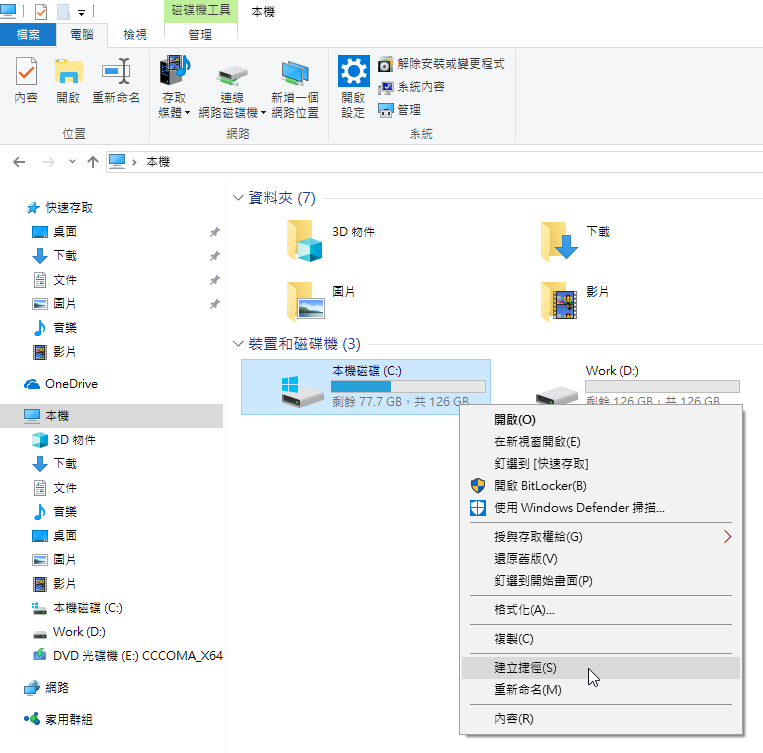 磁碟機工具
本機
檔案
電腦
檢視
管理
內容
開啟
重新命名
存取
媒體
連線
網路磁碟機
新增一個
網路位置
開啟
設定
解除安裝或變更程式
系統內容
管理
位置
網路
系統
本機
快速存取
桌面
下載
文件
圖片
音樂
影片
OneDrive
本機
3D 物件
下載
文件
音樂
桌面
圖片
影片
本機磁碟 (C:)
Work (D:)
DVD 光碟機 (E:) CCCOMA_X64
網路
家用群組
資料夾 (7)
3D 物件
下載
圖片
影片
裝置和磁碟機 (3)
本機磁碟 (C:)
剩餘 77.7 GB，共 126 GB
Work (D:)
剩餘 126 GB，共 126 GB
開啟(O)
在新視窗開啟(E)
釘選到 [快速存取]
開啟 BitLocker(B)
使用 Windows Defender 掃描...
授與存取權給(G)
還原舊版(V)
釘選到開始畫面(P)
格式化(A)...
複製(C)
建立捷徑(S)
重新命名(M)
內容(R)